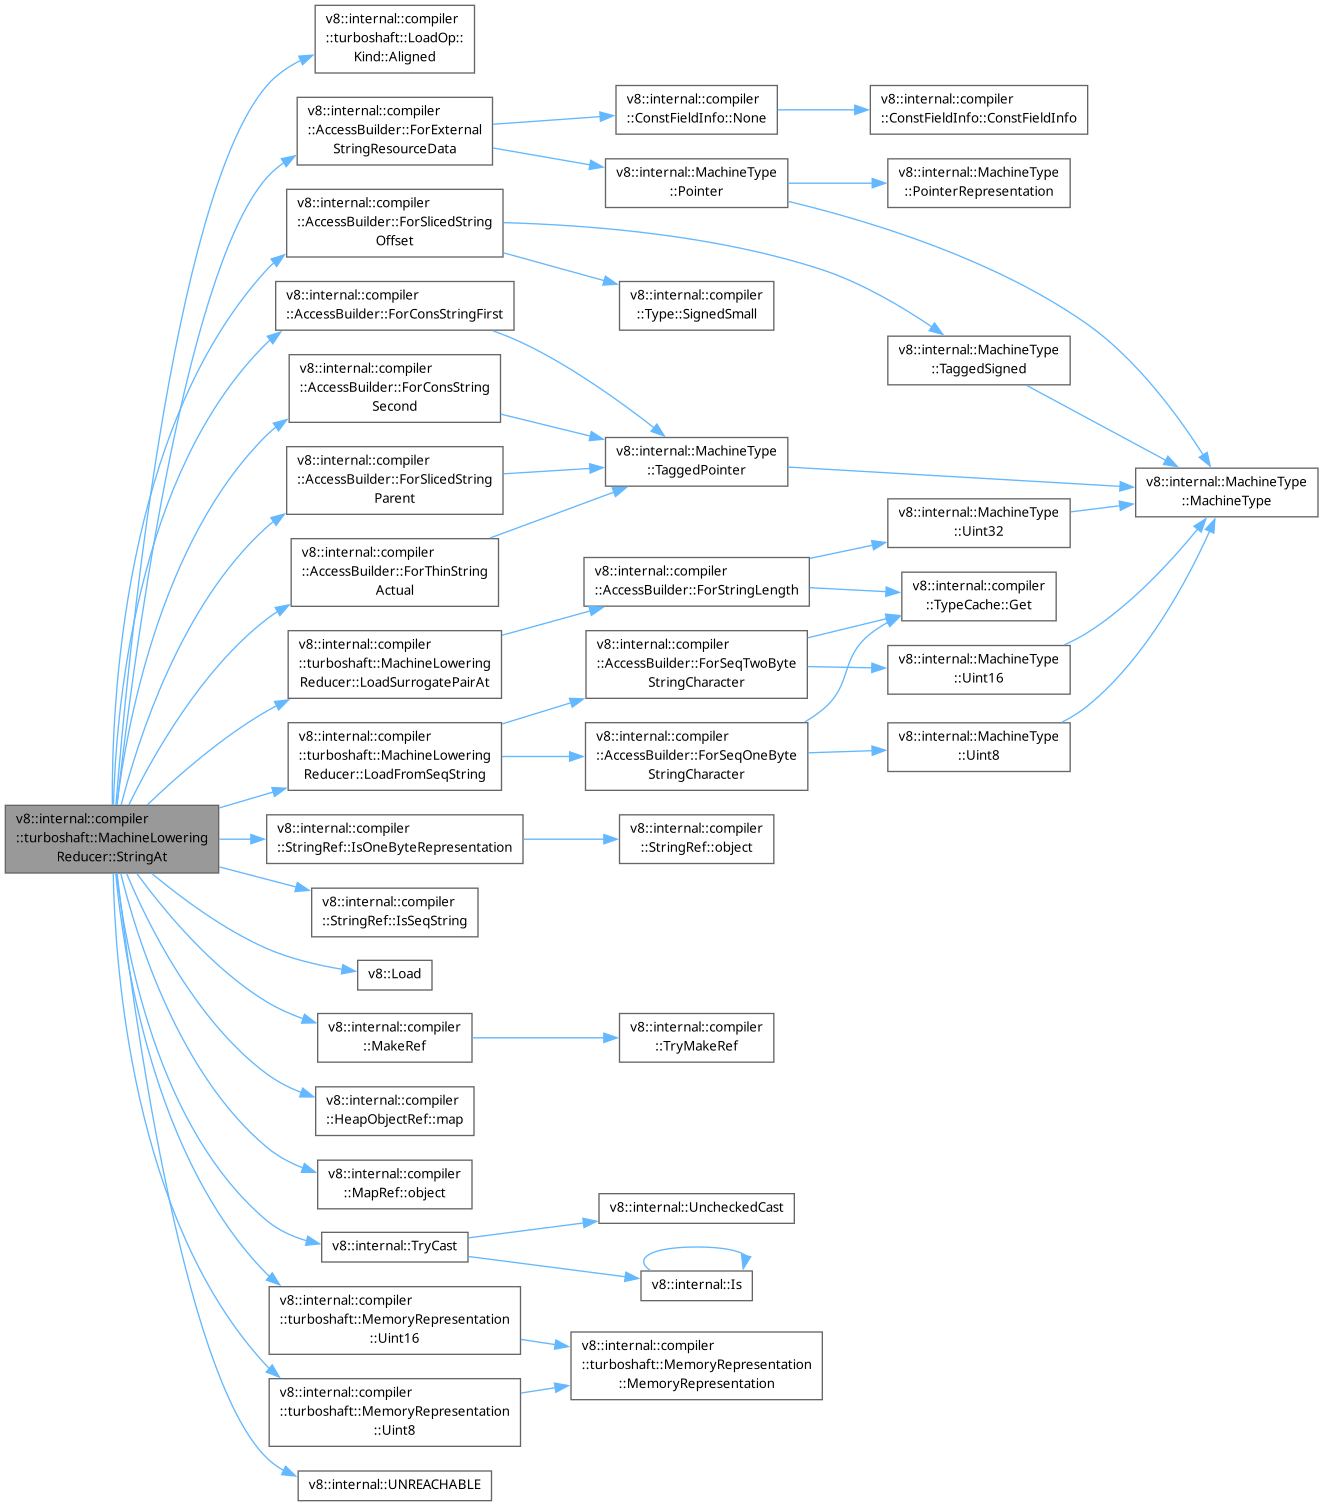 v8::internal::compiler
::turboshaft::LoadOp::
Kind::Aligned
v8::internal::compiler
::AccessBuilder::ForExternal
StringResourceData
v8::internal::compiler
::ConstFieldInfo::None
v8::internal::compiler
::ConstFieldInfo::ConstFieldInfo
v8::internal::MachineType
::Pointer
v8::internal::MachineType
::PointerRepresentation
v8::internal::compiler
::AccessBuilder::ForSlicedString
Offset
v8::internal::compiler
::AccessBuilder::ForConsStringFirst
v8::internal::compiler
::Type::SignedSmall
v8::internal::MachineType
::TaggedSigned
v8::internal::compiler
::AccessBuilder::ForConsString
Second
v8::internal::compiler
::AccessBuilder::ForSlicedString
Parent
v8::internal::MachineType
::TaggedPointer
v8::internal::MachineType
::MachineType
v8::internal::compiler
::AccessBuilder::ForThinString
Actual
v8::internal::MachineType
::Uint32
v8::internal::compiler
::AccessBuilder::ForStringLength
v8::internal::compiler
::TypeCache::Get
v8::internal::compiler
::turboshaft::MachineLowering
Reducer::LoadSurrogatePairAt
v8::internal::compiler
::AccessBuilder::ForSeqTwoByte
StringCharacter
v8::internal::MachineType
::Uint16
v8::internal::compiler
::turboshaft::MachineLowering
Reducer::LoadFromSeqString
v8::internal::compiler
::AccessBuilder::ForSeqOneByte
StringCharacter
v8::internal::MachineType
::Uint8
v8::internal::compiler
::turboshaft::MachineLowering
Reducer::StringAt
v8::internal::compiler
::StringRef::IsOneByteRepresentation
v8::internal::compiler
::StringRef::object
v8::internal::compiler
::StringRef::IsSeqString
v8::Load
v8::internal::compiler
::MakeRef
v8::internal::compiler
::TryMakeRef
v8::internal::compiler
::HeapObjectRef::map
v8::internal::compiler
::MapRef::object
v8::internal::TryCast
v8::internal::UncheckedCast
v8::internal::Is
v8::internal::compiler
::turboshaft::MemoryRepresentation
::Uint16
v8::internal::compiler
::turboshaft::MemoryRepresentation
::MemoryRepresentation
v8::internal::compiler
::turboshaft::MemoryRepresentation
::Uint8
v8::internal::UNREACHABLE